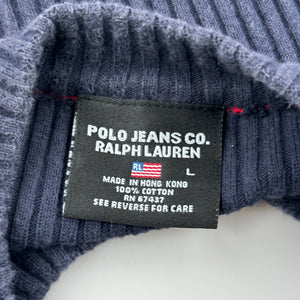 POLO JEANS CO.
RALPH LAUREN
RL
L
MADE IN HONG KONG
100% COTTON
RN 67437
SEE REVERSE FOR CARE